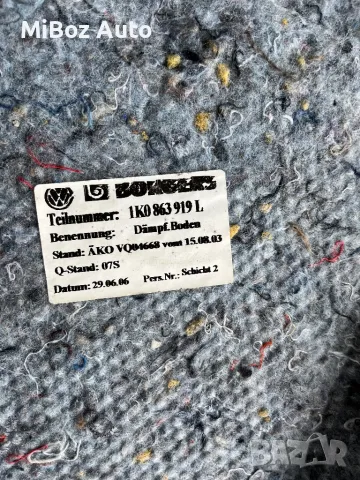 MiBoz Auto
BONGERS
Teilnummer: 1K0 863 919 L
Benennung: Dämpf.Boden
Stand: ÄKO VQ04668 vom 15.08.03
Q-Stand: 07S
Datum: 29.06.06 Pers.Nr.: Schicht 2
BAZAR